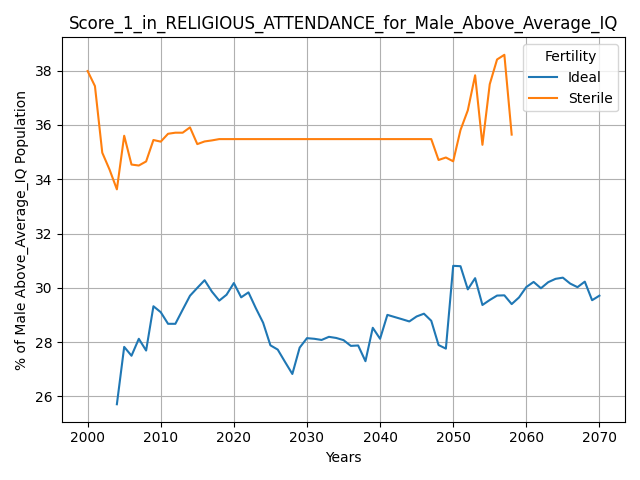 Score_1_in_RELIGIOUS_ATTENDANCE_for_Male_Above_Average_IQ
Fertility
Ideal
Sterile
% of Male Above_Average_IQ Population
38
36
34
32
30
28
26
2000 2010 2020 2030 2040 2050 2060 2070
Years